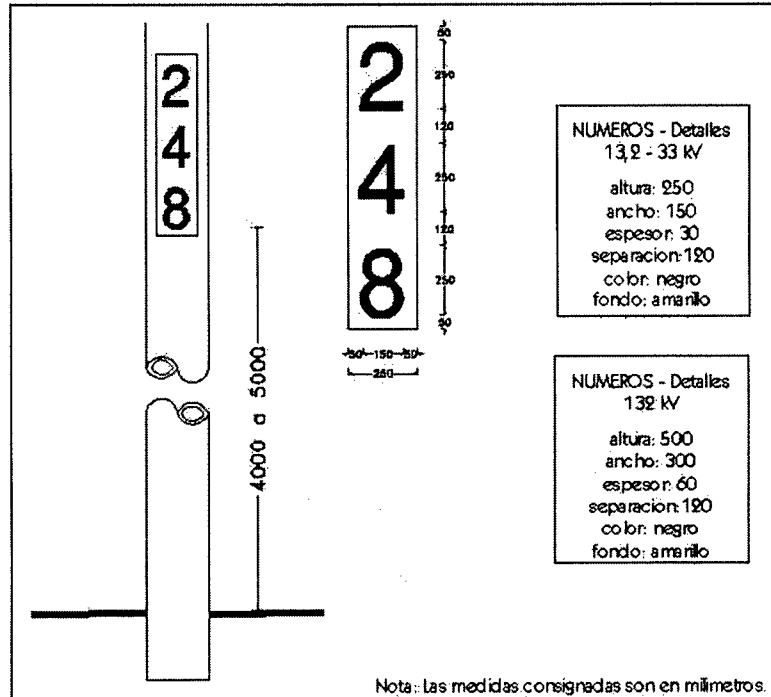 2
4
8
4000 a 5000
2
4
8
50
250
120
250
120
250
50
50 150 50
250
NUMEROS - Detalles
13,2 - 33 kV
altura: 250
ancho: 150
espesor: 30
separacion: 120
color: negro
fondo: amarillo
NUMEROS - Detalles
132 kV
altura: 500
ancho: 300
espesor: 60
separacion: 120
color: negro
fondo: amarillo
Nota: Las medidas consignadas son en milimetros.